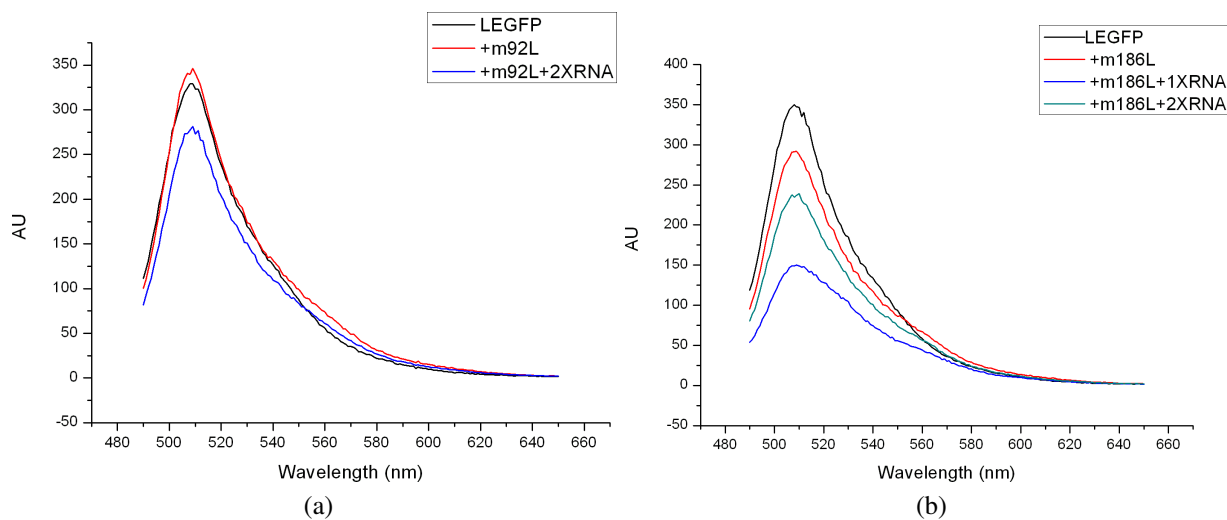 LEGFP
+m92L
+m92L+2XRNA
350
300
250
200
150
100
50
0
-50
AU
480 500 520 540 560 580 600 620 640 660
Wavelength (nm)
(a)
LEGFP
+m186L
+m186L+1XRNA
+m186L+2XRNA
400
350
300
250
200
150
100
50
0
-50
AU
480 500 520 540 560 580 600 620 640 660
Wavelength (nm)
(b)